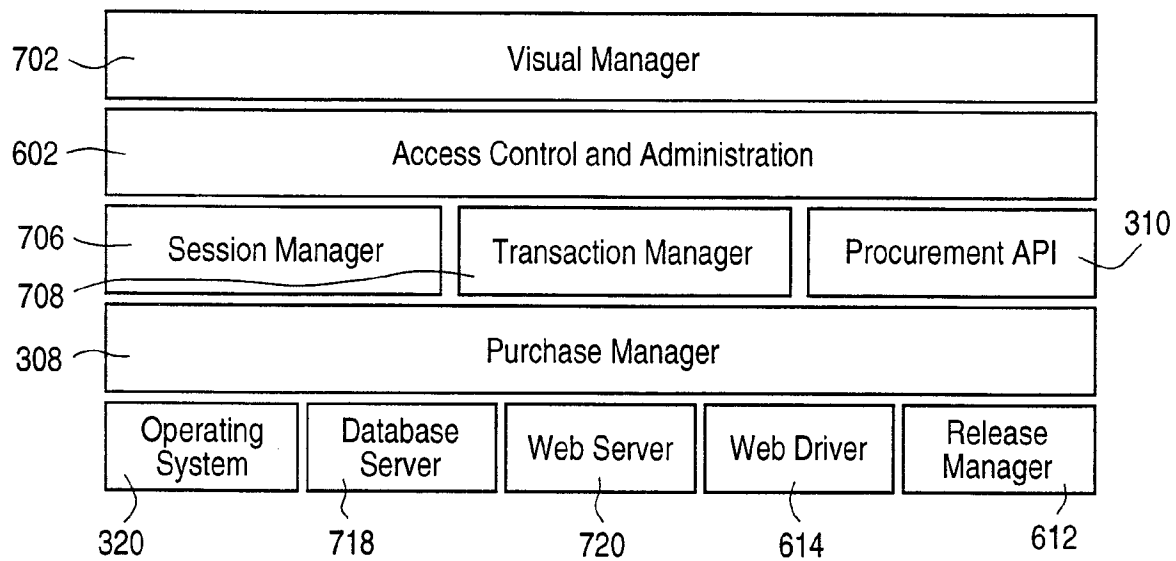 702
Visual Manager
602
Access Control and Administration
706
Session Manager
Transaction Manager
Procurement API
310
708
308
Purchase Manager
Operating
System
Database
Server
Web Server
Web Driver
Release
Manager
320
718
720
614
612